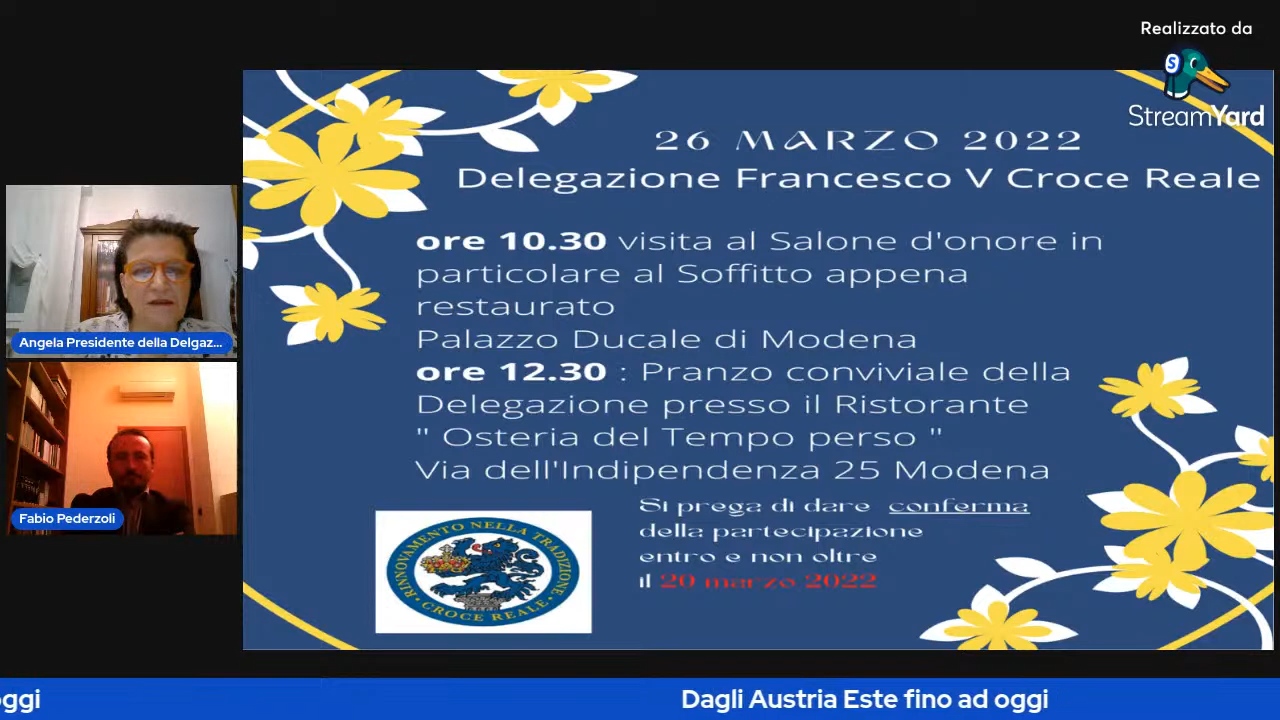 Realizzato da
StreamYard
26 MARZO 2022
Delegazione Francesco V Croce Reale
ore 10.30 visita al Salone d'onore in
particolare al Soffitto appena
restaurato
Palazzo Ducale di Modena
ore 12.30 : Pranzo conviviale della
Delegazione presso il Ristorante
" Osteria del Tempo perso "
Via dell'Indipendenza 25 Modena
Si prega di dare conferma
della partecipazione
entro e non oltre
il 20 marzo 2022
RINNOVAMENTO NELLA TRADIZIONE
• CROCE REALE •
Angela Presidente della Delgaz...
Fabio Pederzoli
oggi
Dagli Austria Este fino ad oggi